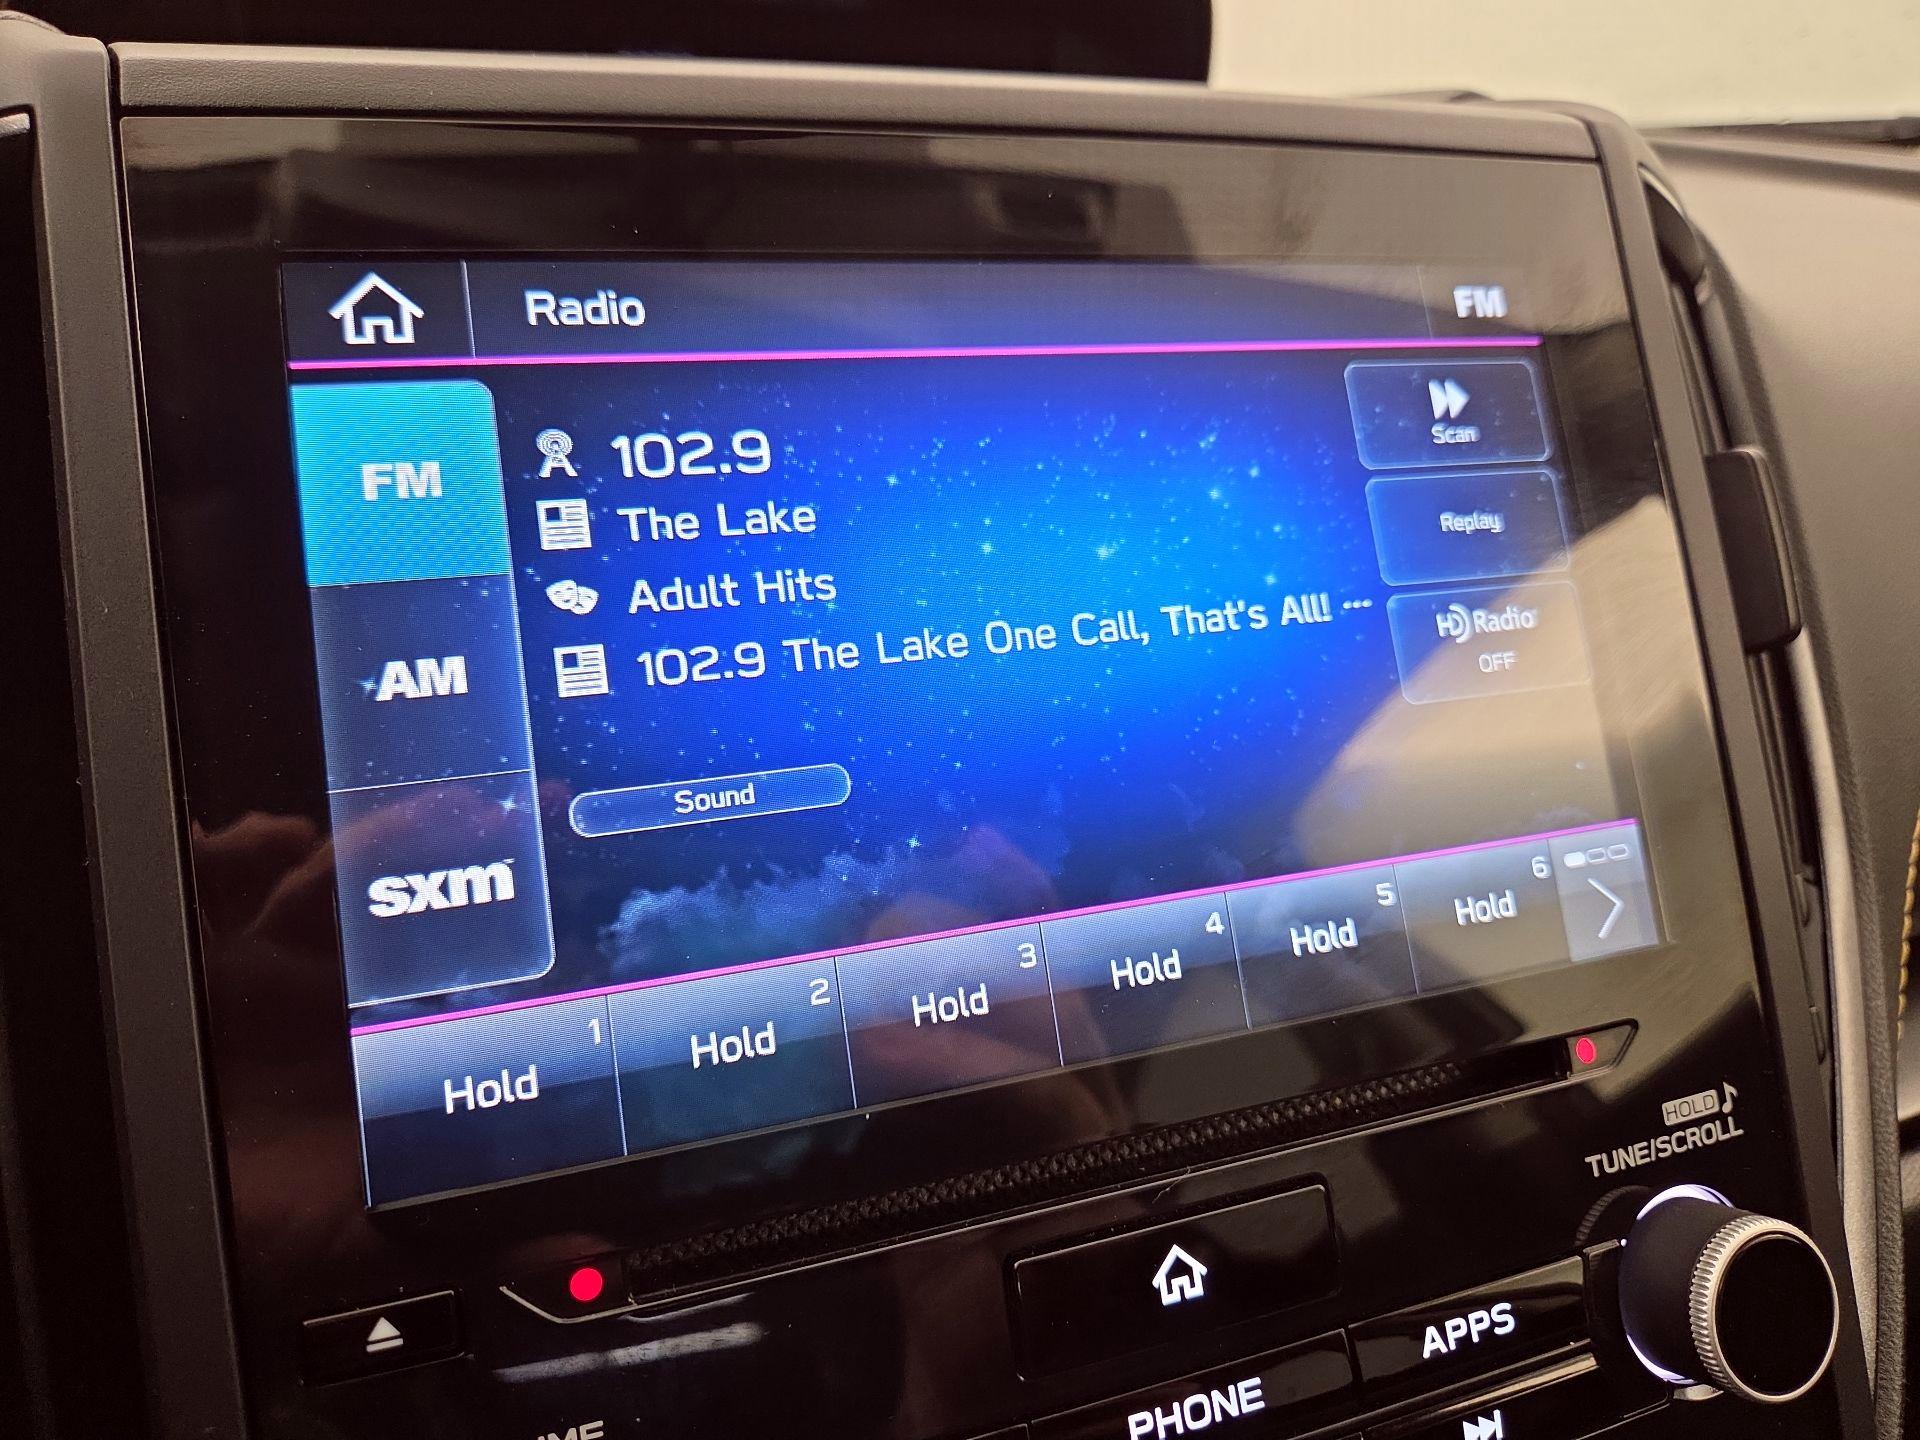 Radio
FM
FM
AM
sxm
102.9
The Lake
Adult Hits
102.9 The Lake One Call, That's All! ...
Sound
Scan
Replay
HD Radio
OFF
1
Hold
2
Hold
3
Hold
4
Hold
5
Hold
6
Hold
HOLD
TUNE/SCROLL
APPS
PHONE